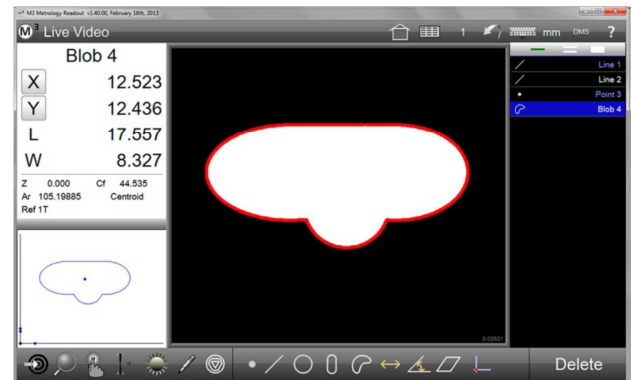 M3 Metrology Readout v1.40.00, February 16th, 2013
M3 Live Video
1 mm DMS ?
Blob 4
X 12.523
Y 12.436
L 17.557
W 8.327
Z 0.000 Cf 44.535
Ar 105.19885 Centroid
Ref 1T
Line 1
Line 2
Point 3
Blob 4
0.02521
Delete